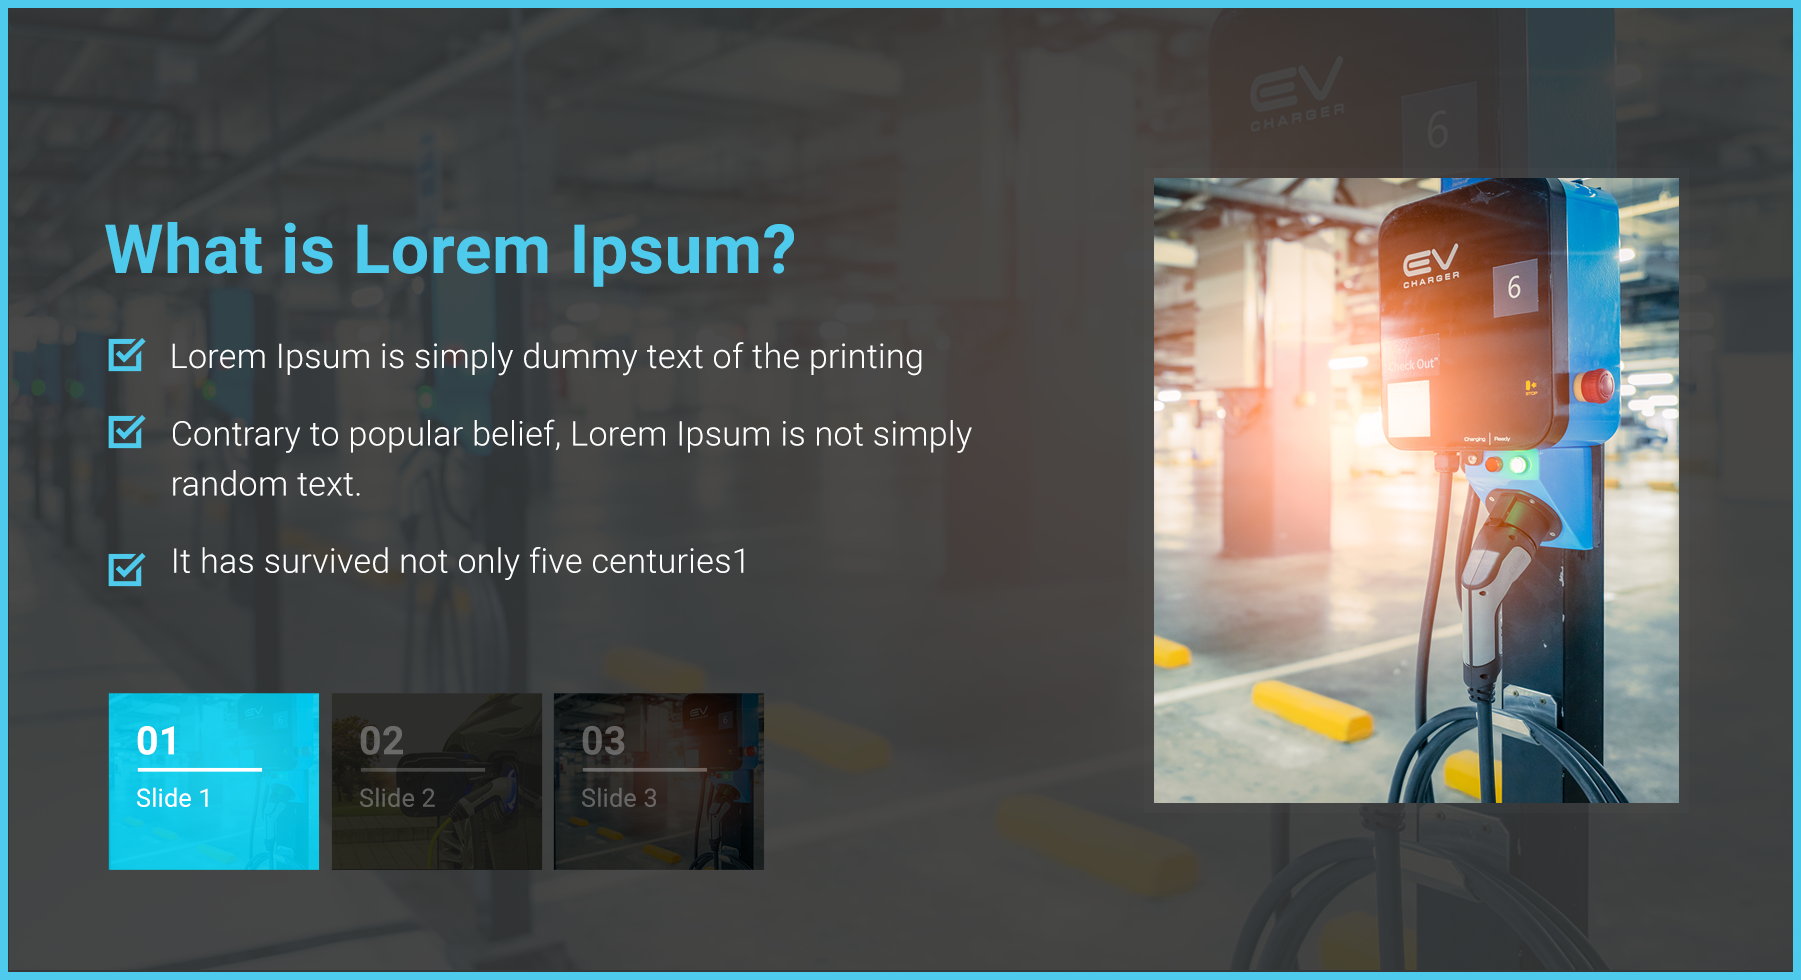 EV
CHARGER
6
What is Lorem Ipsum?
Lorem Ipsum is simply dummy text of the printing
Contrary to popular belief, Lorem Ipsum is not simply
random text.
It has survived not only five centuries1
EV
CHARGER
6
Check Out"
STOP
Charging | Ready
01
Slide 1
02
Slide 2
03
Slide 3